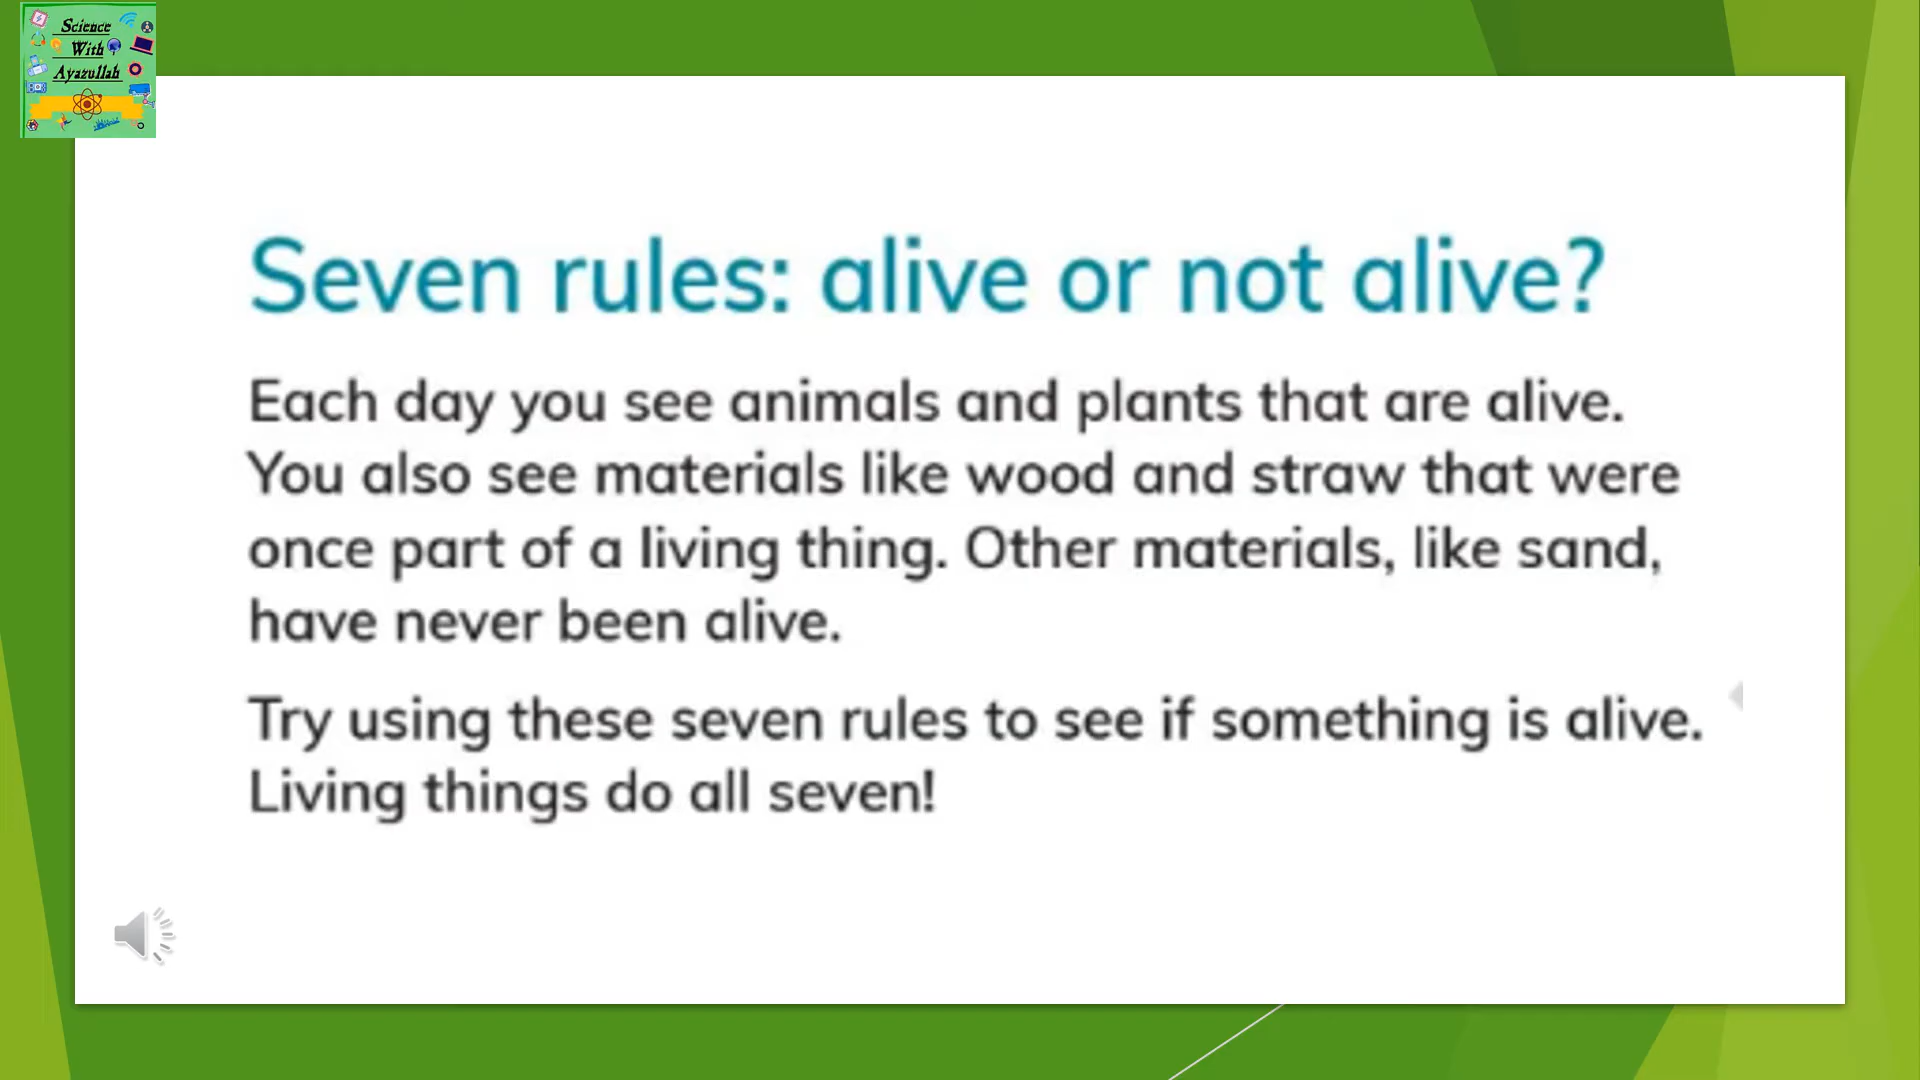 Science
With
Ayazullah
Seven rules: alive or not alive?
Each day you see animals and plants that are alive.
You also see materials like wood and straw that were
once part of a living thing. Other materials, like sand,
have never been alive.
Try using these seven rules to see if something is alive.
Living things do all seven!